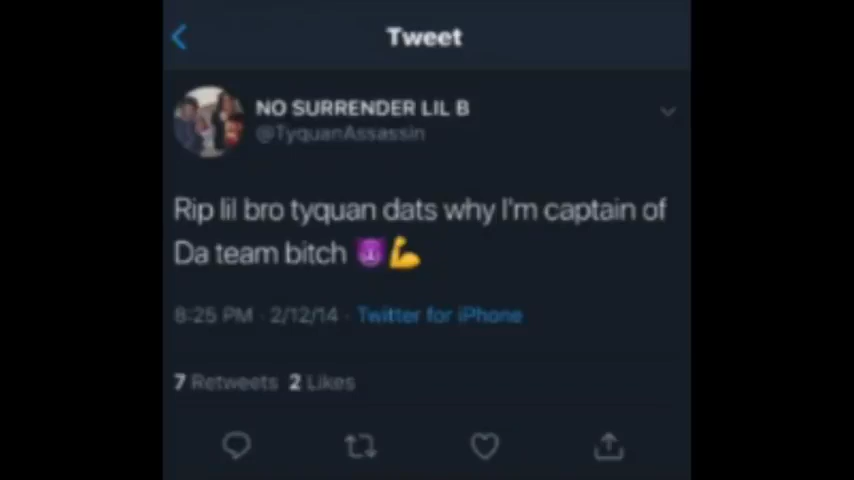 Tweet
NO SURRENDER LIL B
@TyquanAssassin
Rip lil bro tyquan dats why I'm captain of
Da team bitch 😈💪
8:25 PM · 2/12/14 · Twitter for iPhone
7 Retweets 2 Likes